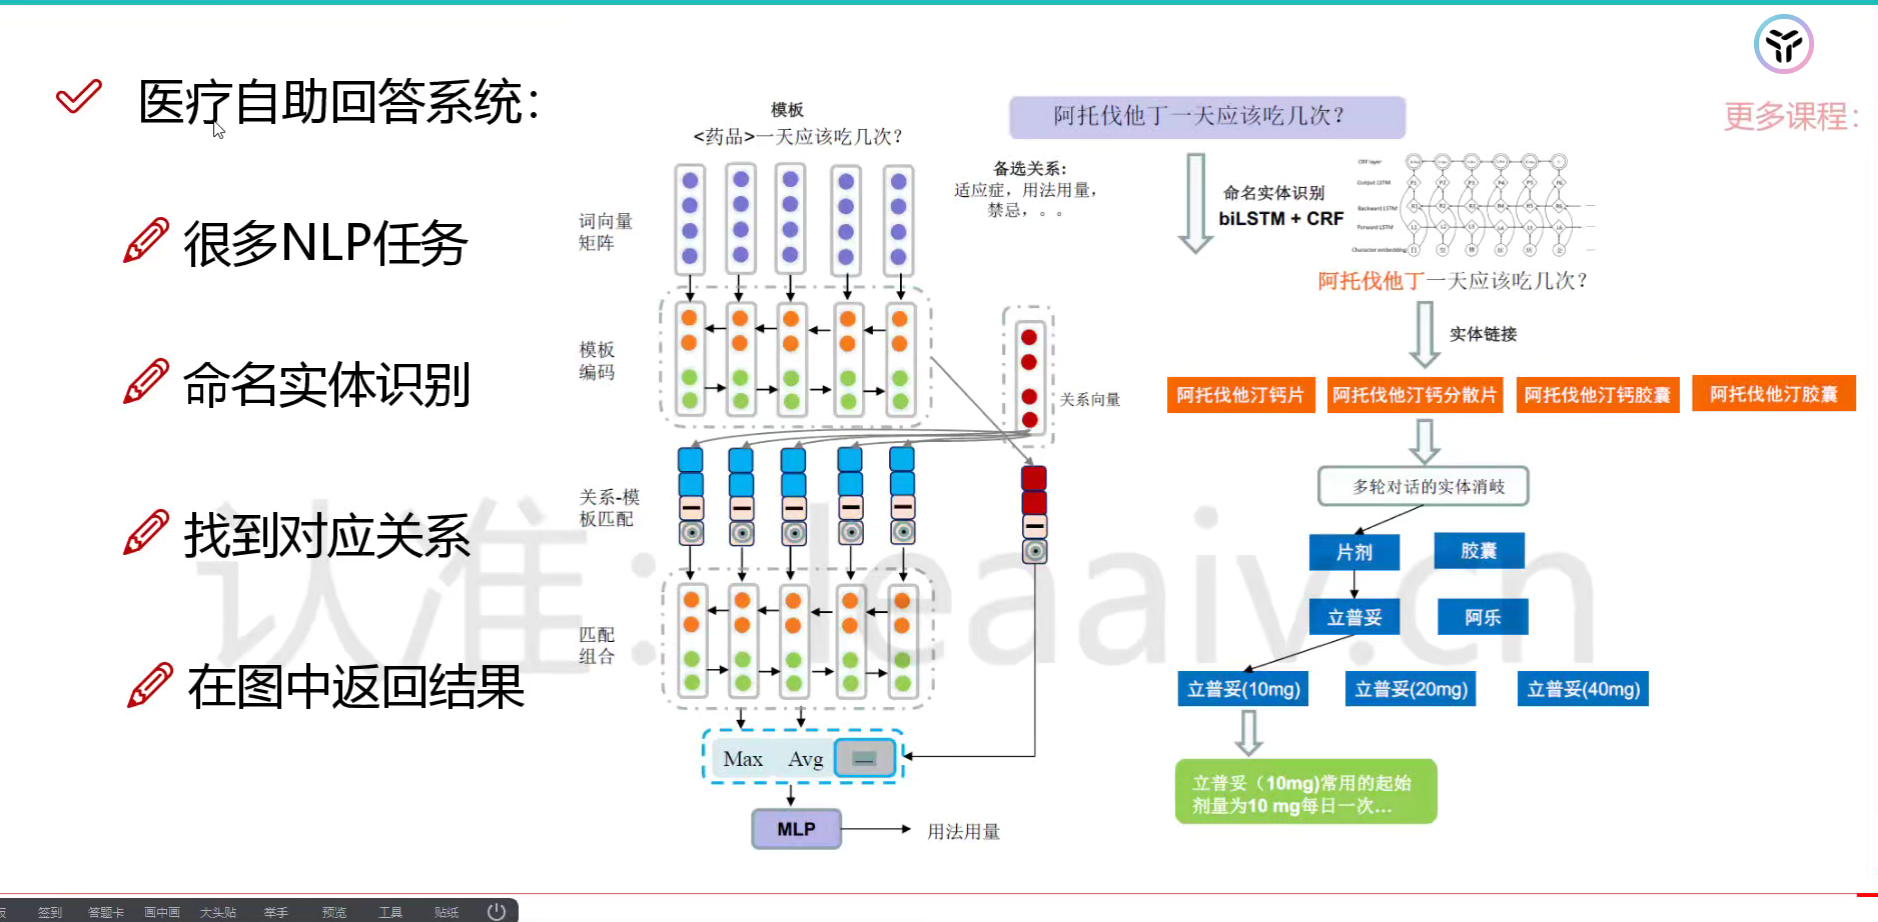 医疗自助回答系统:
很多NLP任务
命名实体识别
找到对应关系
在图中返回结果
模板
<药品>一天应该吃几次?
词向量
矩阵
模板
编码
关系-模
板匹配
匹配
组合
关系向量
Max Avg
MLP
用法用量
备选关系:
适应症，用法用量，
禁忌，。。
阿托伐他丁一天应该吃几次?
命名实体识别
biLSTM + CRF
CRF layer
Output LSTM
Backward LSTM
Forward LSTM
Character embedding
阿托伐他丁一天应该吃几次?
实体链接
阿托伐他汀钙片
阿托伐他汀钙分散片
阿托伐他汀钙胶囊
阿托伐他汀胶囊
多轮对话的实体消岐
片剂
胶囊
立普妥
阿乐
立普妥(10mg)
立普妥(20mg)
立普妥(40mg)
立普妥（10mg)常用的起始
剂量为10 mg每日一次...
更多课程：
认准：leaaiv.cn
签到 答题卡 画中画 大头贴 举手 预览 工具 贴纸